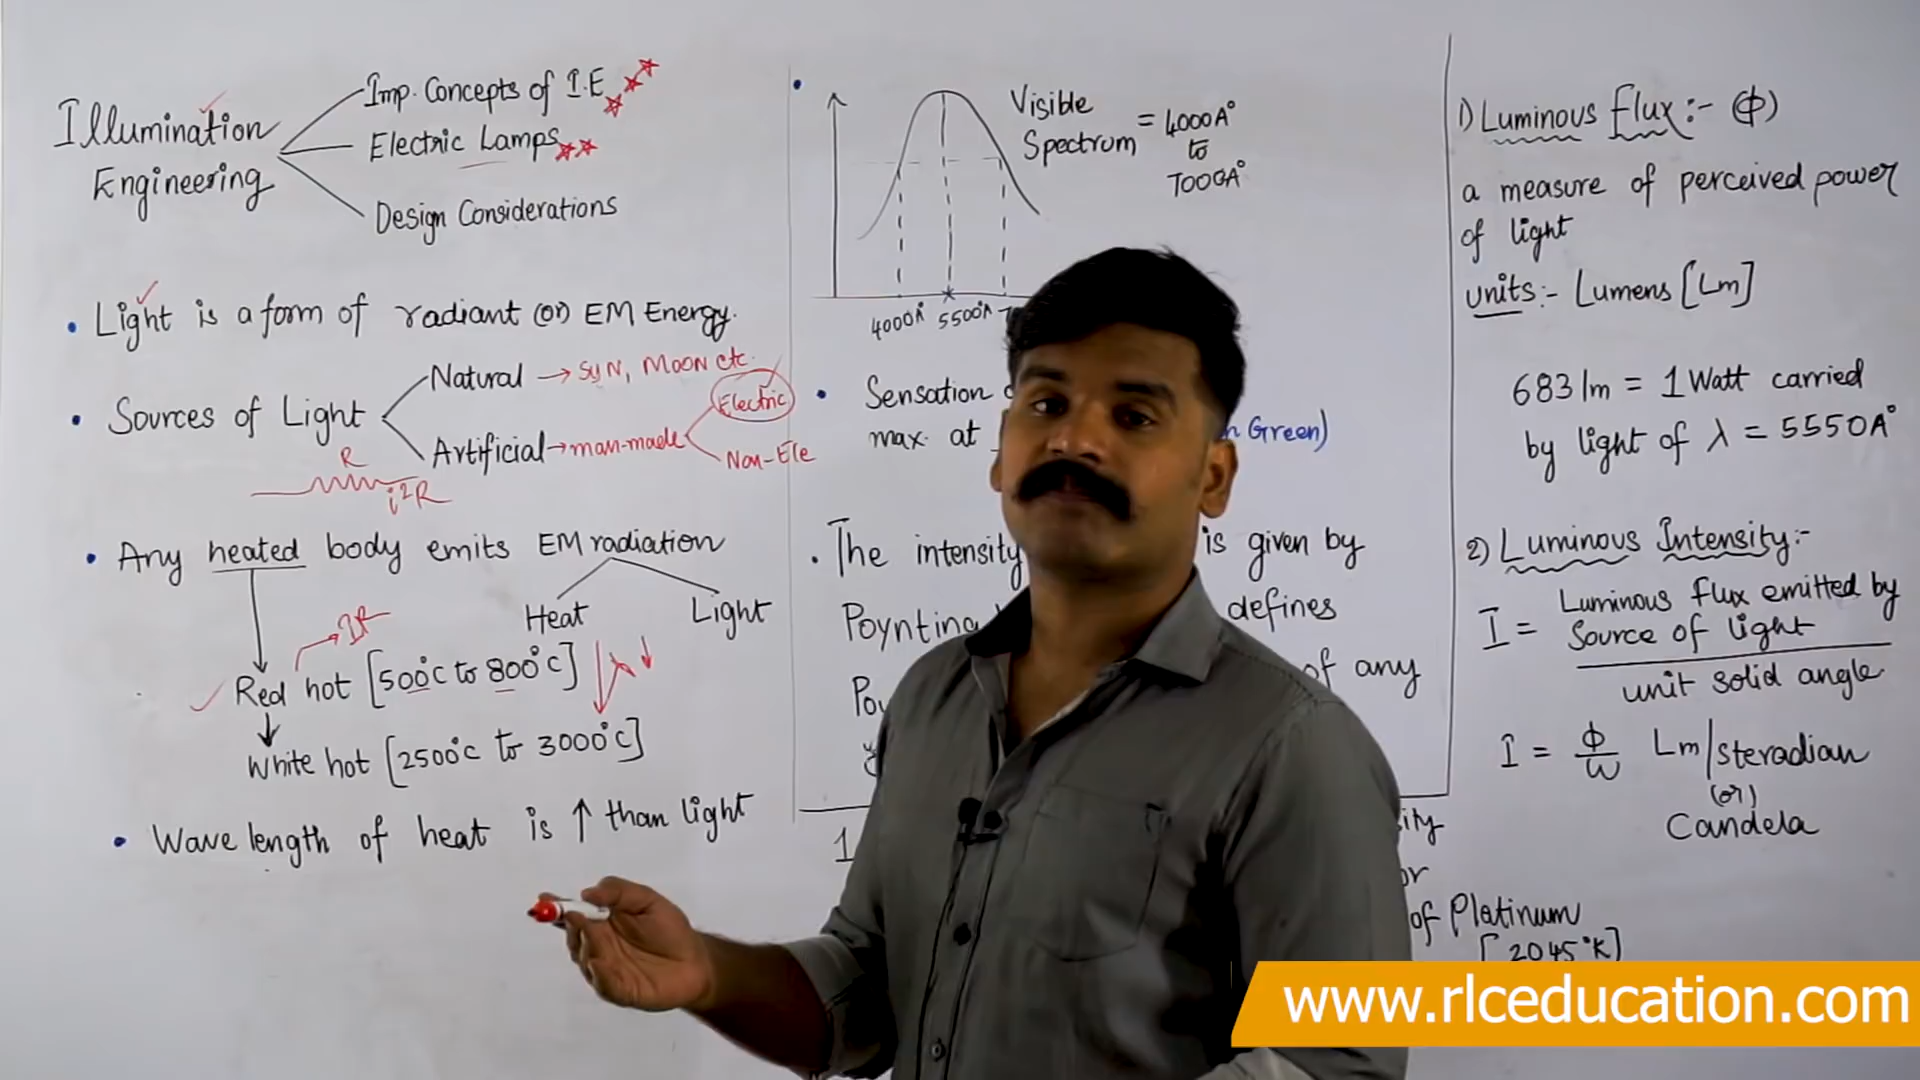 Illumination
Engineering
Imp. Concepts of I.E
Electric Lamps
Design Considerations
• Light is a form of radiant (or) EM Energy.
• Sources of Light
Natural → SUN, MOON etc.
Artificial → man-made
Electric
Non-Ele
R
i²R
• Any heated body emits EM radiation
Heat
Light
IR
Red hot [500°C to 800°C]
λ ↓
White hot [2500°C to 3000°C]
• Wave length of heat is ↑ than light
Visible
Spectrum = 4000A°
to
7000A°
4000A° 5500A°
• Sensation
max. at
n Green)
• The intensity is given by
Poynting defines
of any
1
ity
or
of Platinum
[2045°K]
1) Luminous Flux :- (ϕ)
a measure of perceived power
of light
units :- Lumens [Lm]
683 lm = 1 Watt carried
by light of λ = 5550A°
2) Luminous Intensity :-
I = Luminous Flux emitted by
Source of light
unit solid angle.
I = ϕ/ω Lm/steradian
(or)
Candela
www.rlceducation.com